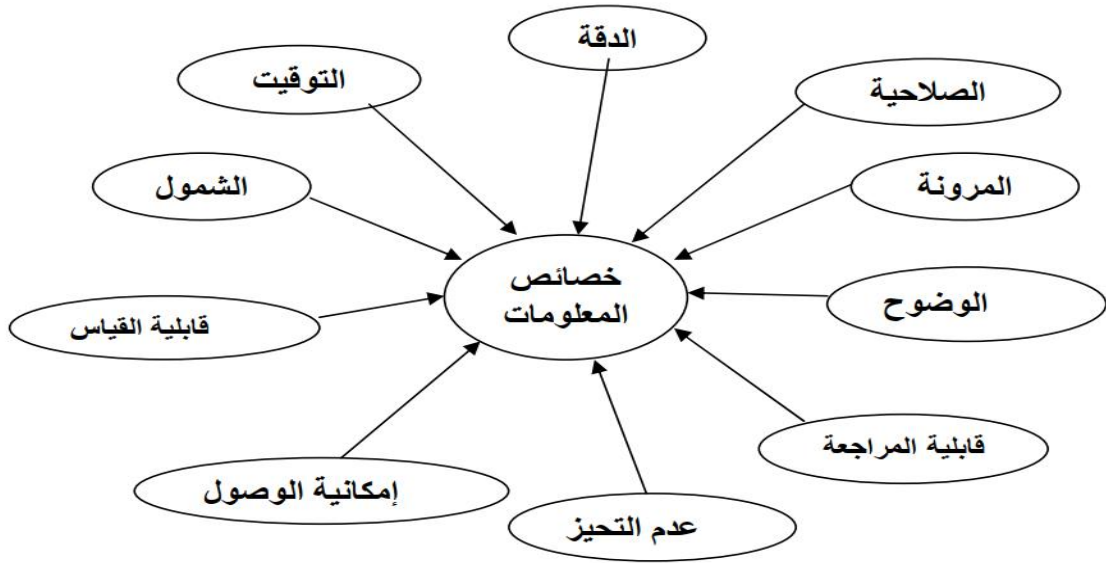 الدقة
الصلاحية
التوقيت
المرونة
الشمول
خصائص
المعلومات
الوضوح
قابلية القياس
قابلية المراجعة
إمكانية الوصول
عدم التحيز